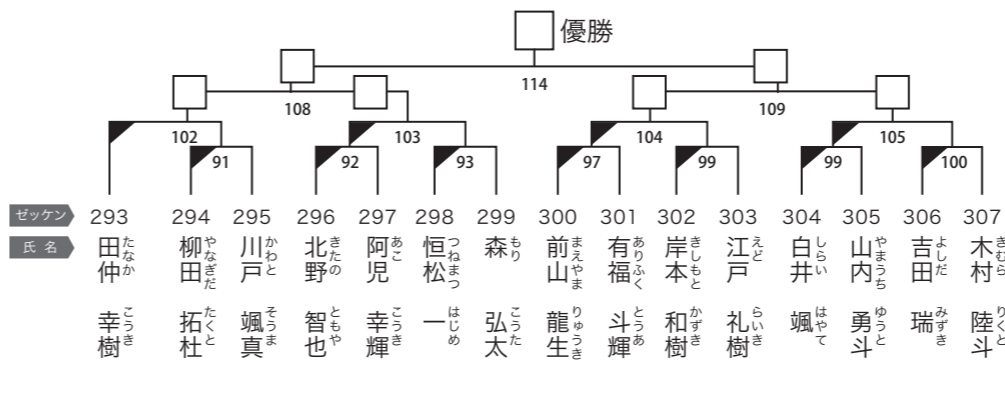 優勝
114
108
109
102
103
104
105
91
92
93
97
99
99
100
ゼッケン 293 294 295 296 297 298 299 300 301 302 303 304 305 306 307
氏 名
田仲 幸樹 たなか こうき
柳田 拓杜 やなぎだ たくと
川戸 颯真 かわと そうま
北野 智也 きたの ともや
阿児 幸輝 あこ こうき
恒松 一 つねまつ はじめ
森 弘太 もり こうた
前山 龍生 まえやま りゅうき
有福 斗輝 ありふく とうあ
岸本 和樹 きしもと かずき
江戸 礼樹 えど らいき
白井 颯 しらい はやて
山内 勇斗 やまうち ゆうと
吉田 瑞 よしだ みずき
木村 陸斗 きむら りくと